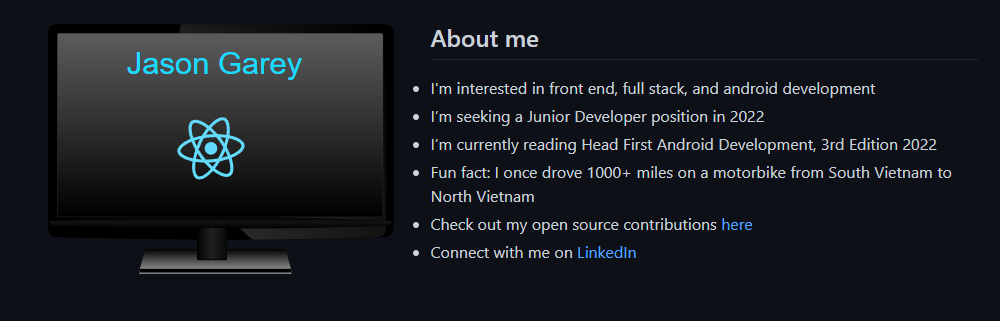 Jason Garey
About me
I'm interested in front end, full stack, and android development
I’m seeking a Junior Developer position in 2022
I’m currently reading Head First Android Development, 3rd Edition 2022
Fun fact: I once drove 1000+ miles on a motorbike from South Vietnam to
North Vietnam
Check out my open source contributions here
Connect with me on LinkedIn